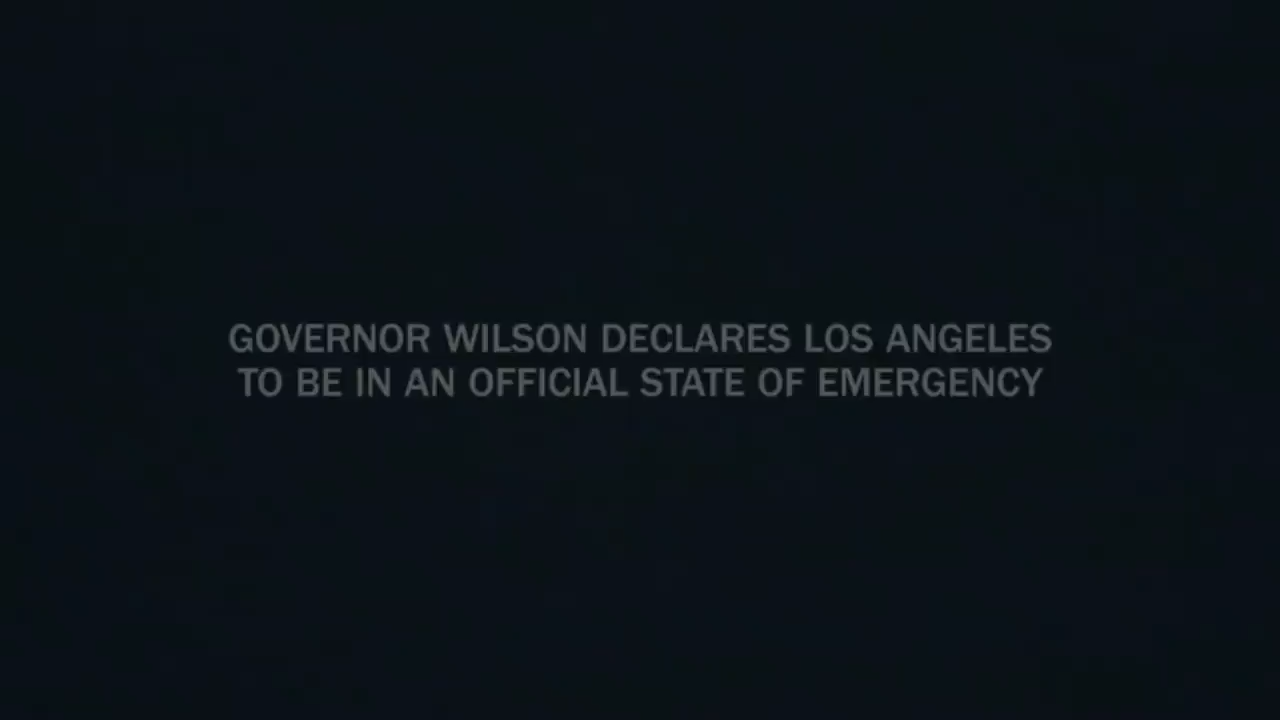 GOVERNOR WILSON DECLARES LOS ANGELES
TO BE IN AN OFFICIAL STATE OF EMERGENCY